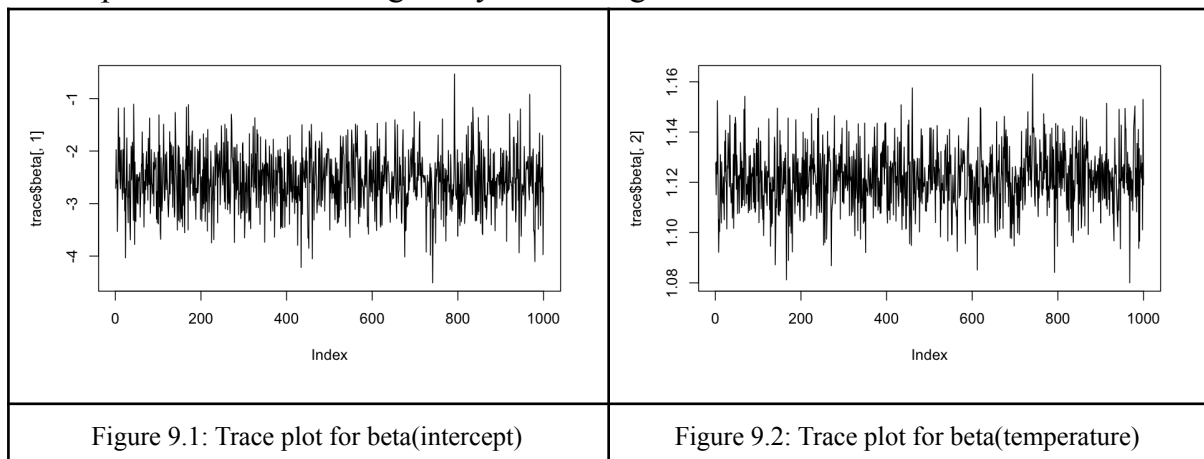 trace$beta[, 1]
-1
-2
-3
-4
0 200 400 600 800 1000
Index
trace$beta[, 2]
1.16
1.14
1.12
1.10
1.08
0 200 400 600 800 1000
Index
Figure 9.1: Trace plot for beta(intercept)
Figure 9.2: Trace plot for beta(temperature)